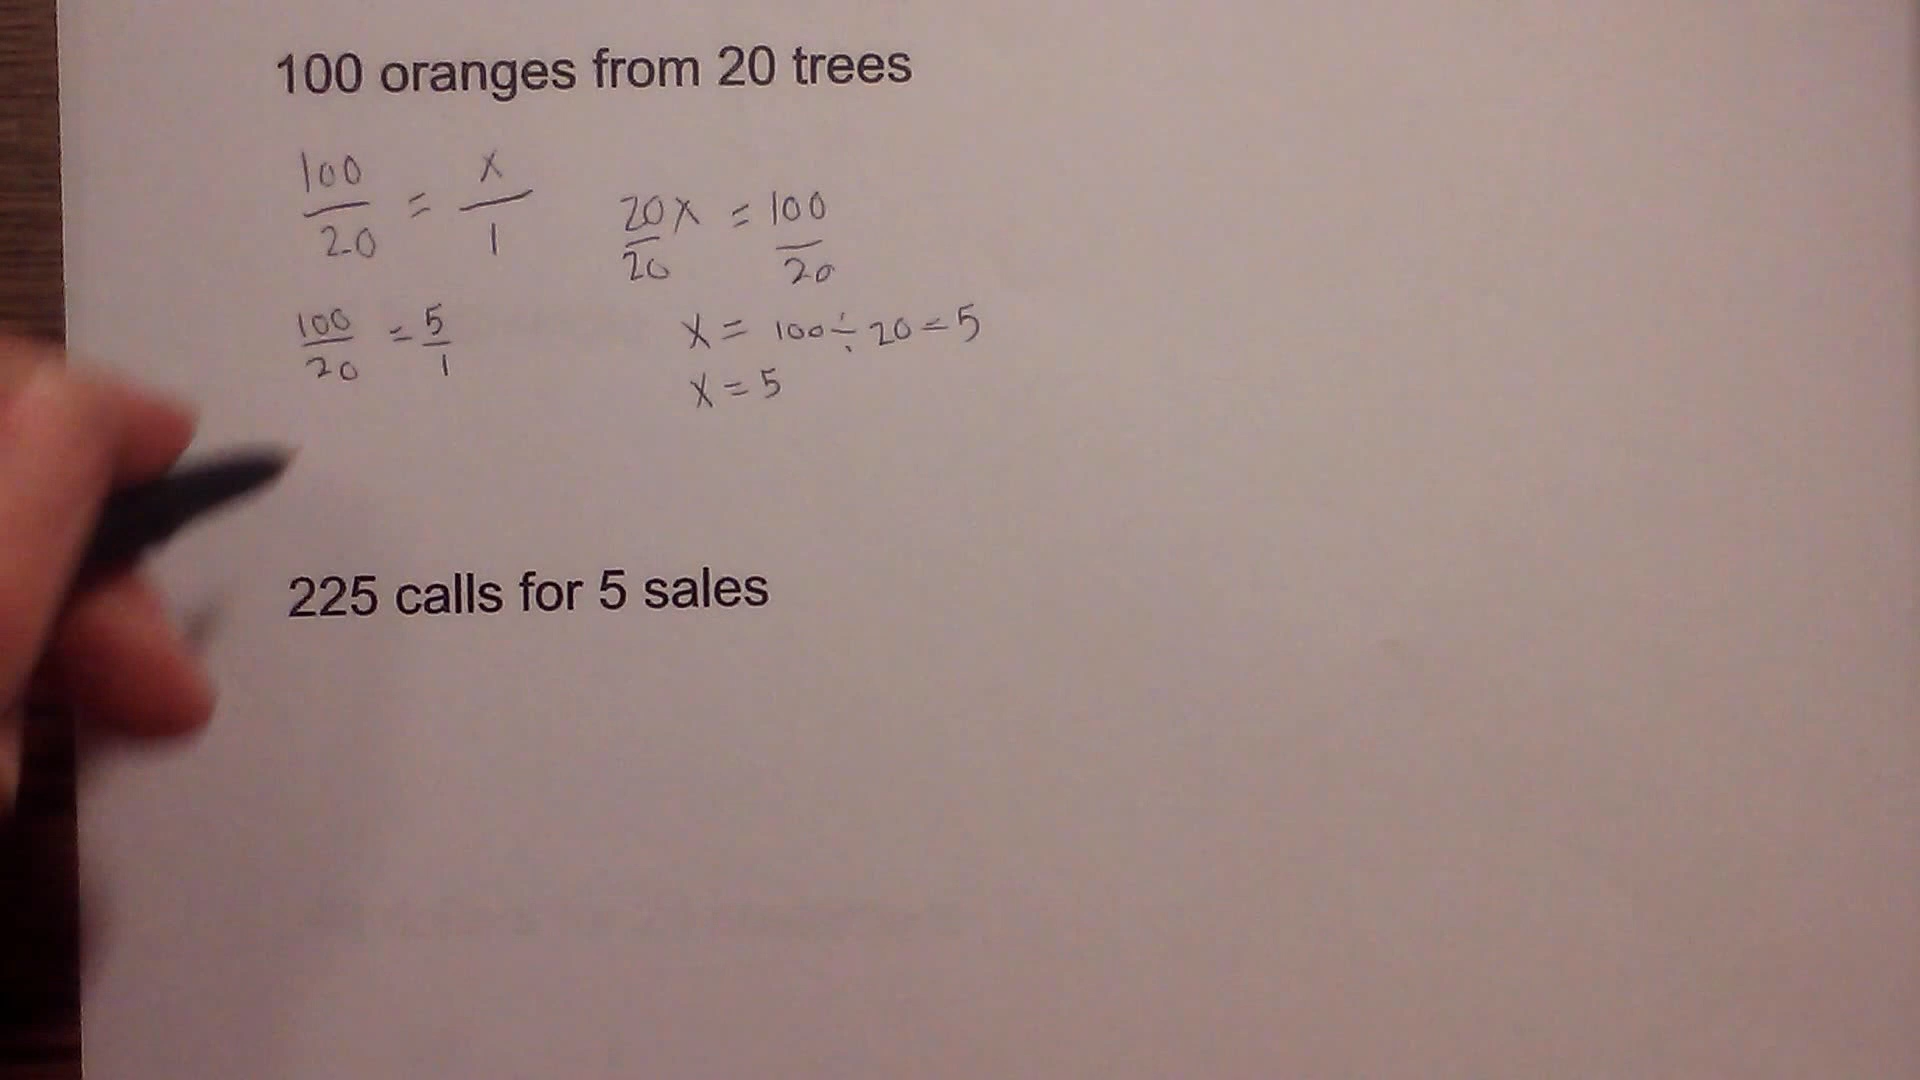 100 oranges from 20 trees
100/20 = x/1
20x/20 = 100/20
100/20 = 5/1
x = 100 ÷ 20 = 5
x = 5
225 calls for 5 sales